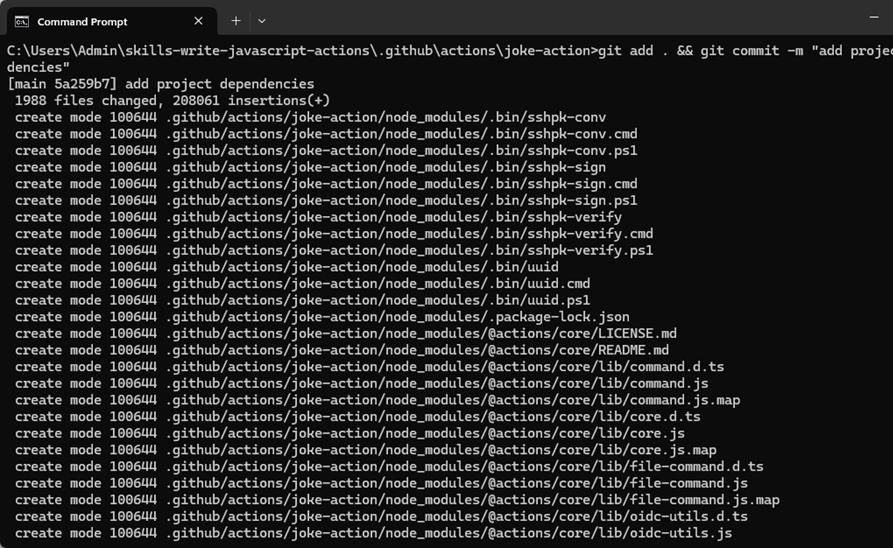 Command Prompt
C:\Users\Admin\skills-write-javascript-actions\.github\actions\joke-action>git add . && git commit -m "add projec
dencies"
[main 5a259b7] add project dependencies
 1988 files changed, 208061 insertions(+)
 create mode 100644 .github/actions/joke-action/node_modules/.bin/sshpk-conv
 create mode 100644 .github/actions/joke-action/node_modules/.bin/sshpk-conv.cmd
 create mode 100644 .github/actions/joke-action/node_modules/.bin/sshpk-conv.ps1
 create mode 100644 .github/actions/joke-action/node_modules/.bin/sshpk-sign
 create mode 100644 .github/actions/joke-action/node_modules/.bin/sshpk-sign.cmd
 create mode 100644 .github/actions/joke-action/node_modules/.bin/sshpk-sign.ps1
 create mode 100644 .github/actions/joke-action/node_modules/.bin/sshpk-verify
 create mode 100644 .github/actions/joke-action/node_modules/.bin/sshpk-verify.cmd
 create mode 100644 .github/actions/joke-action/node_modules/.bin/sshpk-verify.ps1
 create mode 100644 .github/actions/joke-action/node_modules/.bin/uuid
 create mode 100644 .github/actions/joke-action/node_modules/.bin/uuid.cmd
 create mode 100644 .github/actions/joke-action/node_modules/.bin/uuid.ps1
 create mode 100644 .github/actions/joke-action/node_modules/.package-lock.json
 create mode 100644 .github/actions/joke-action/node_modules/@actions/core/LICENSE.md
 create mode 100644 .github/actions/joke-action/node_modules/@actions/core/README.md
 create mode 100644 .github/actions/joke-action/node_modules/@actions/core/lib/command.d.ts
 create mode 100644 .github/actions/joke-action/node_modules/@actions/core/lib/command.js
 create mode 100644 .github/actions/joke-action/node_modules/@actions/core/lib/command.js.map
 create mode 100644 .github/actions/joke-action/node_modules/@actions/core/lib/core.d.ts
 create mode 100644 .github/actions/joke-action/node_modules/@actions/core/lib/core.js
 create mode 100644 .github/actions/joke-action/node_modules/@actions/core/lib/core.js.map
 create mode 100644 .github/actions/joke-action/node_modules/@actions/core/lib/file-command.d.ts
 create mode 100644 .github/actions/joke-action/node_modules/@actions/core/lib/file-command.js
 create mode 100644 .github/actions/joke-action/node_modules/@actions/core/lib/file-command.js.map
 create mode 100644 .github/actions/joke-action/node_modules/@actions/core/lib/oidc-utils.d.ts
 create mode 100644 .github/actions/joke-action/node_modules/@actions/core/lib/oidc-utils.js